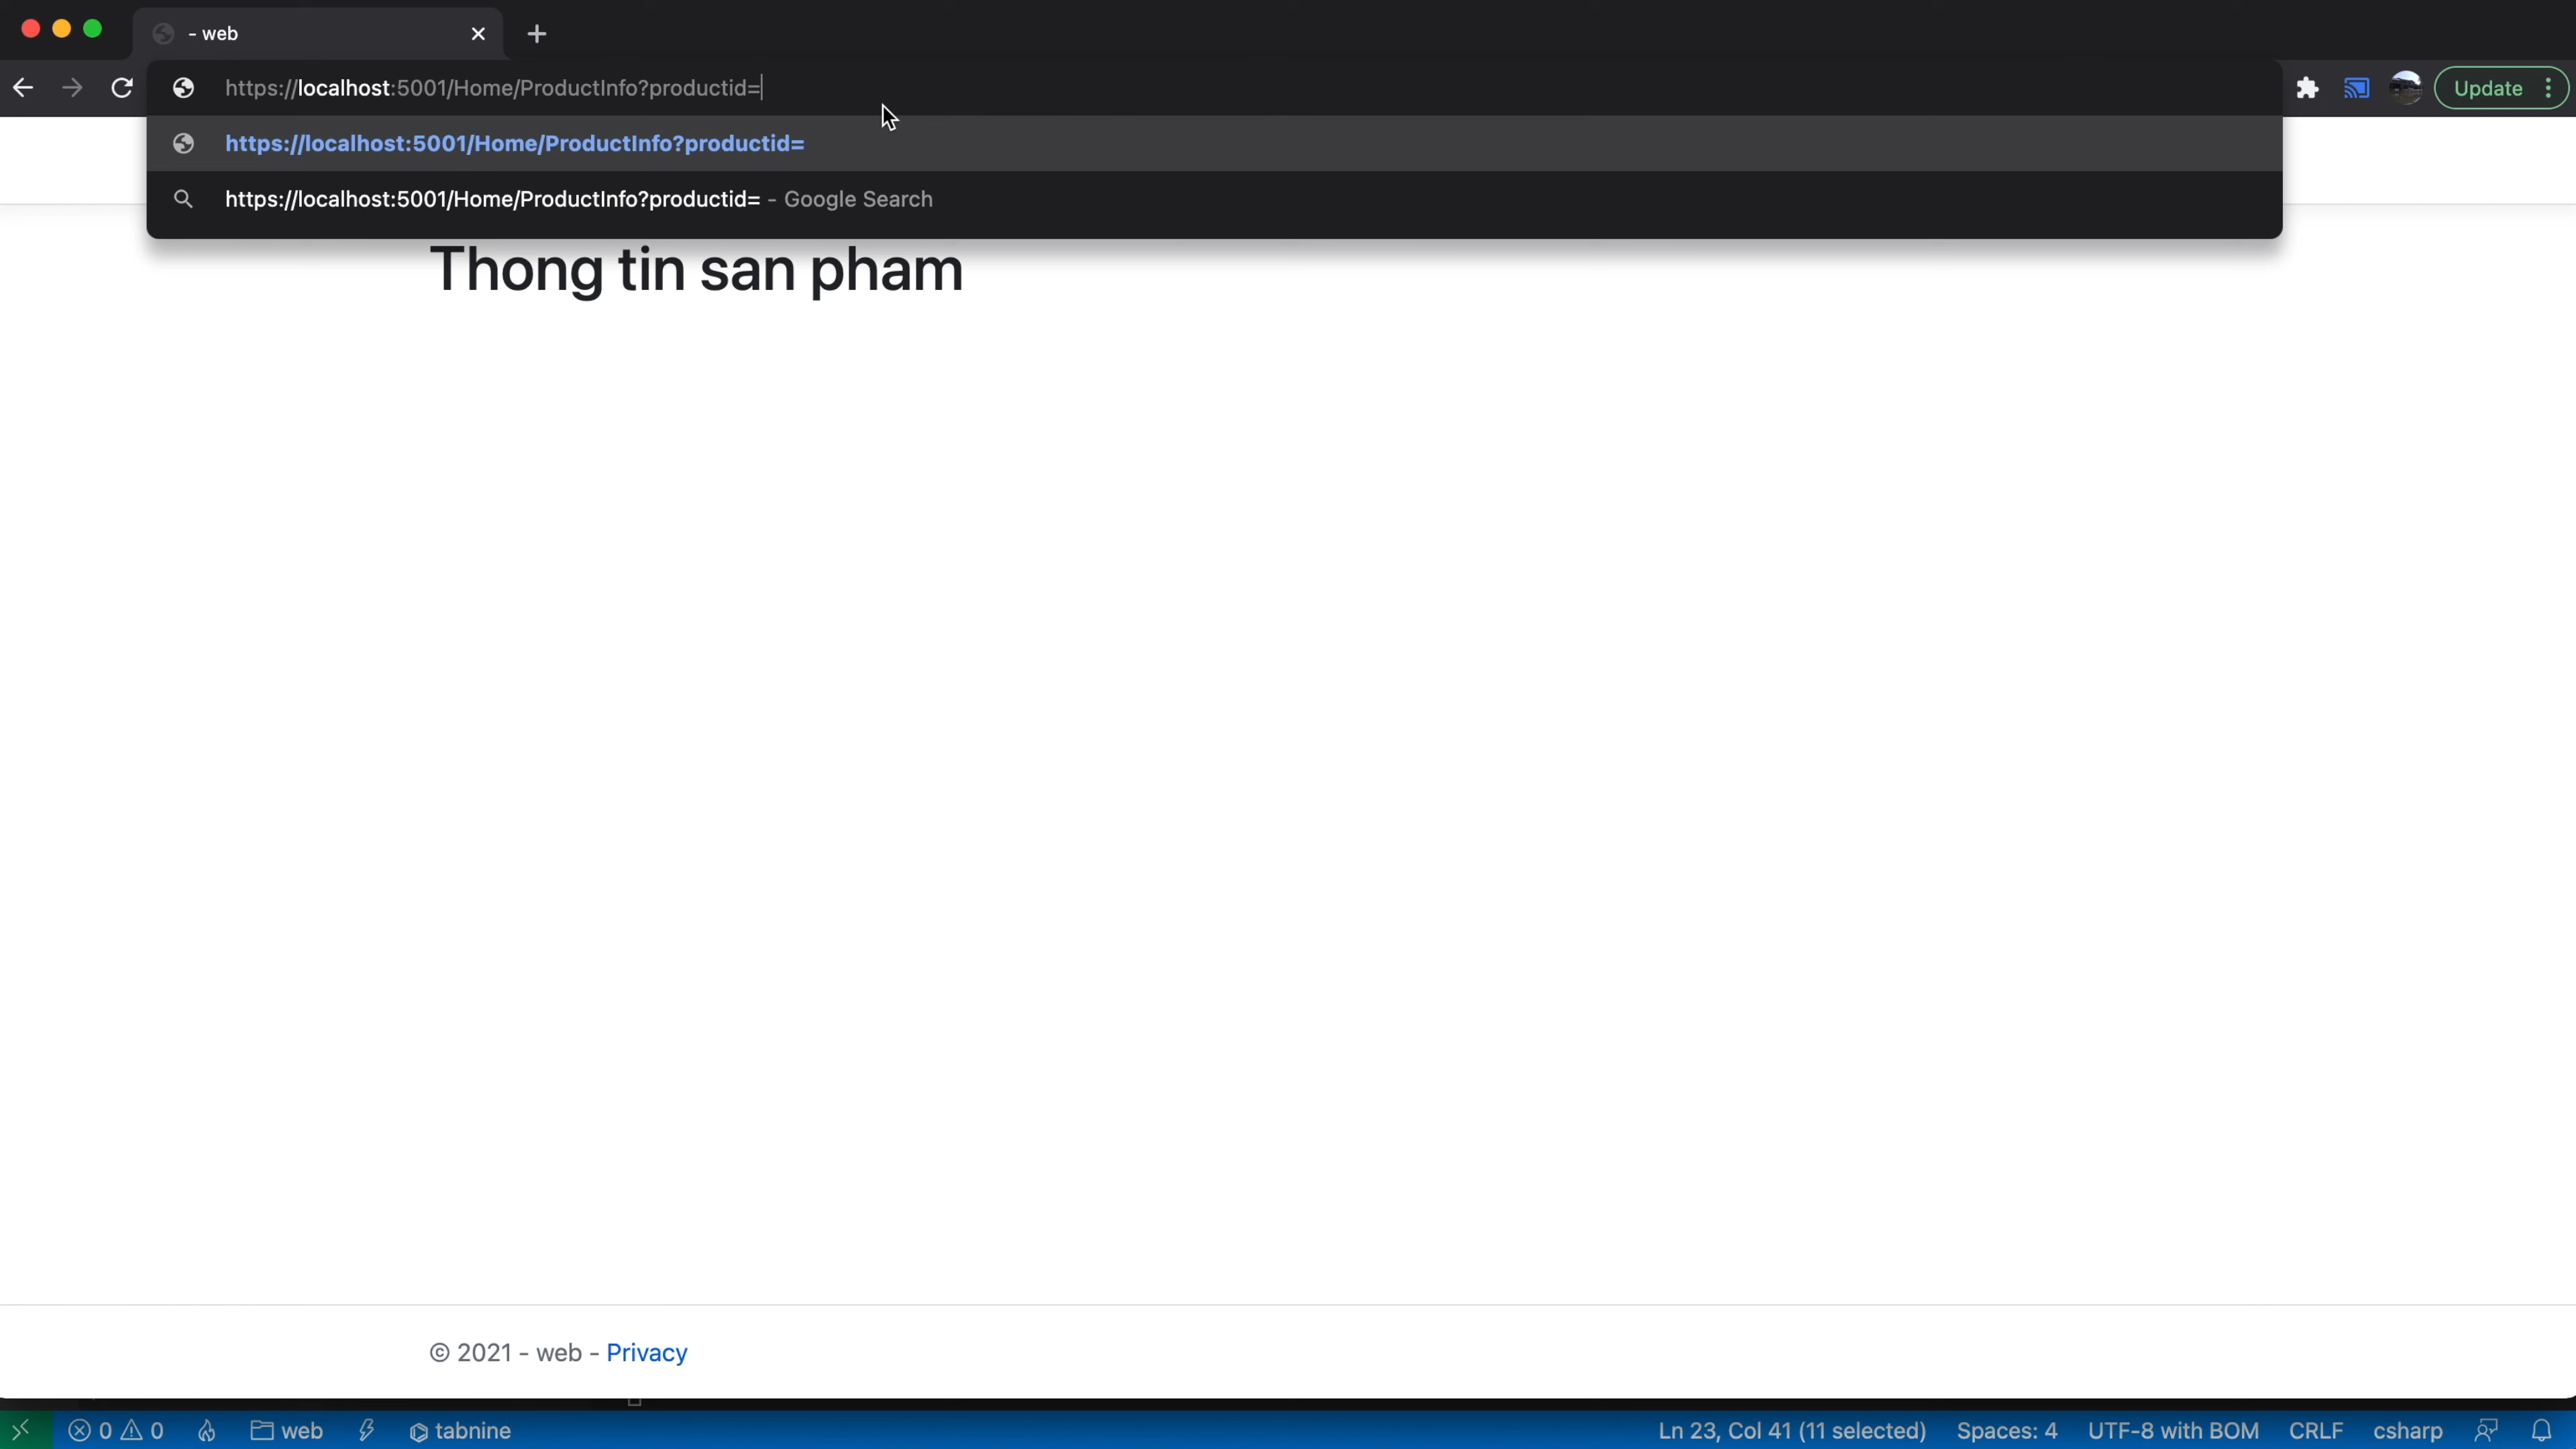 - web
https://localhost:5001/Home/ProductInfo?productid=
Update
https://localhost:5001/Home/ProductInfo?productid=
https://localhost:5001/Home/ProductInfo?productid= - Google Search
Thong tin san pham
© 2021 - web - Privacy
0 0 web tabnine Ln 23, Col 41 (11 selected) Spaces: 4 UTF-8 with BOM CRLF csharp